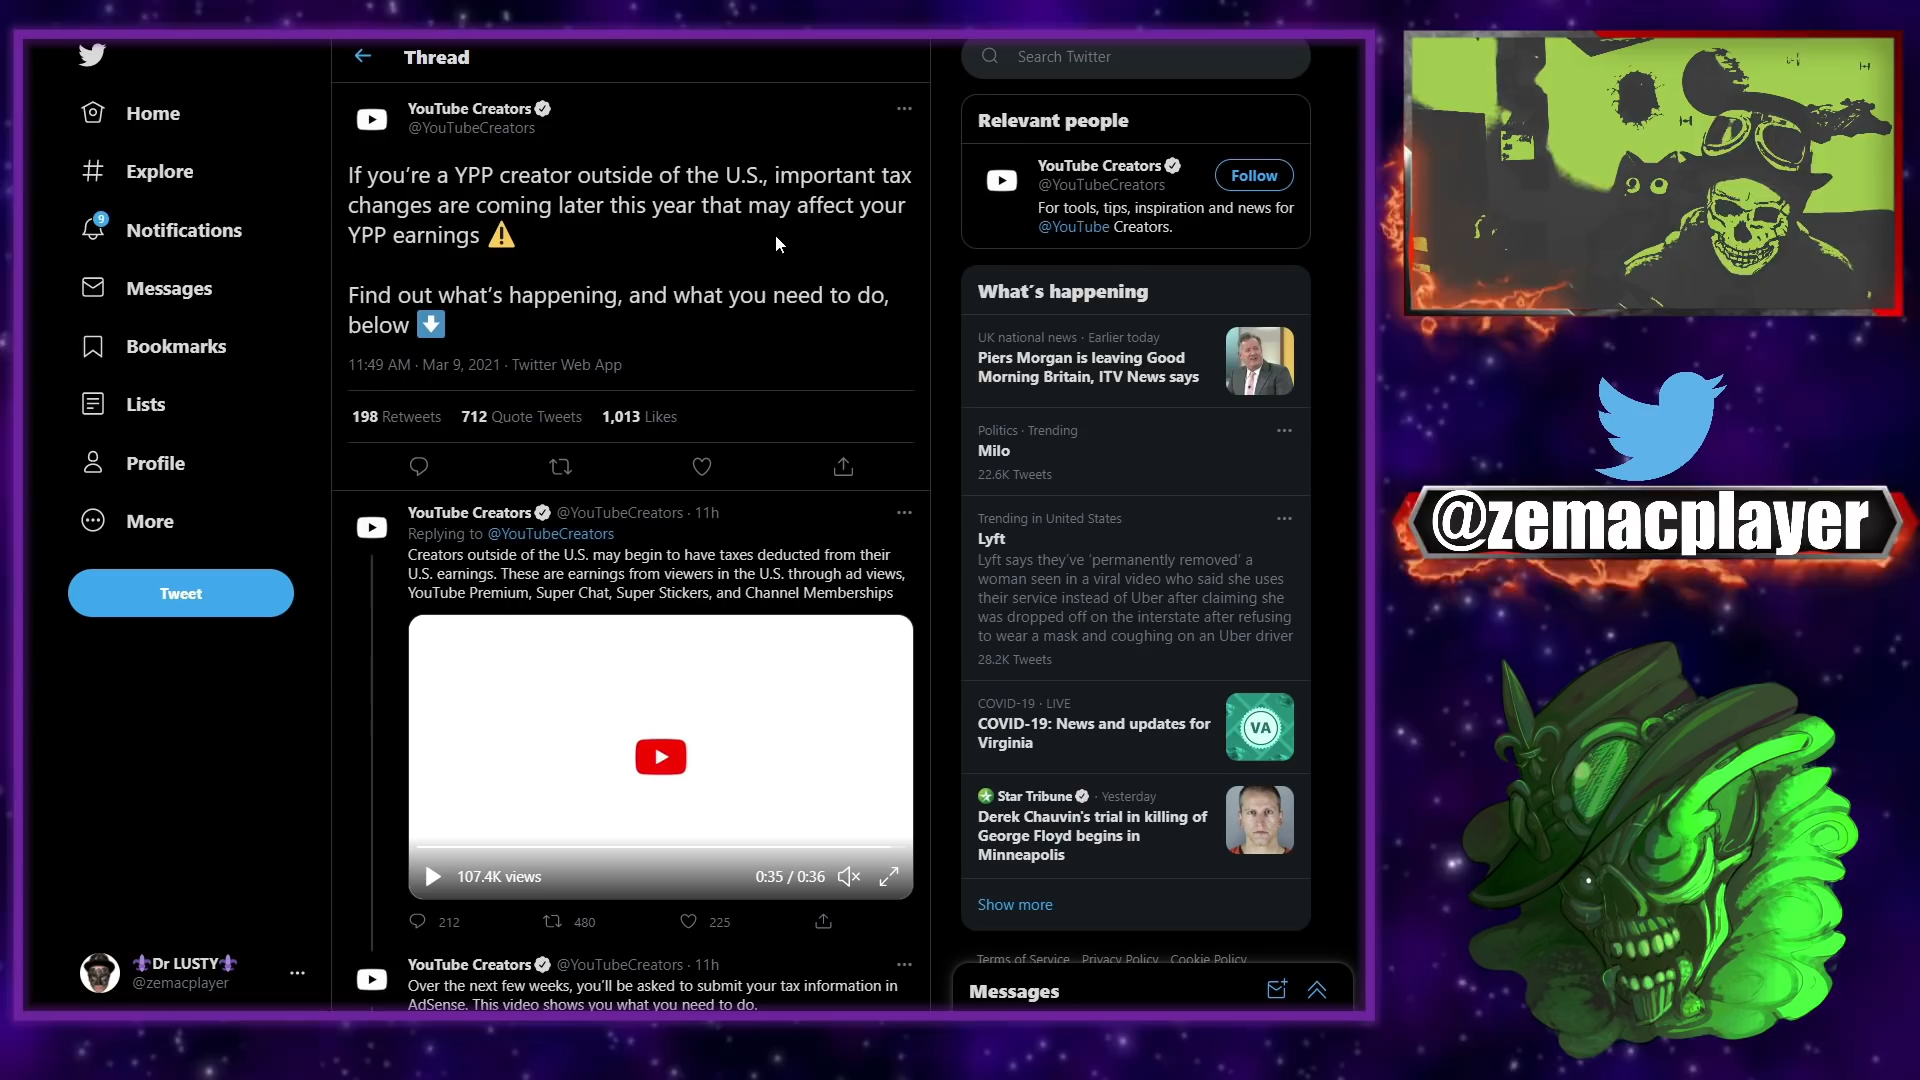 Home
Explore
9
Notifications
Messages
Bookmarks
Lists
Profile
More
Tweet
⚜Dr LUSTY⚜
@zemacplayer
Thread
YouTube Creators
@YouTubeCreators
If you’re a YPP creator outside of the U.S., important tax
changes are coming later this year that may affect your
YPP earnings ⚠️
Find out what’s happening, and what you need to do,
below ⬇️
11:49 AM · Mar 9, 2021 · Twitter Web App
198 Retweets 712 Quote Tweets 1,013 Likes
YouTube Creators @YouTubeCreators · 11h
Replying to @YouTubeCreators
Creators outside of the U.S. may begin to have taxes deducted from their
U.S. earnings. These are earnings from viewers in the U.S. through ad views,
YouTube Premium, Super Chat, Super Stickers, and Channel Memberships
107.4K views
0:35 / 0:36
212 480 225
YouTube Creators @YouTubeCreators · 11h
Over the next few weeks, you’ll be asked to submit your tax information in
AdSense. This video shows you what you need to do.
Search Twitter
Relevant people
YouTube Creators
@YouTubeCreators
Follow
For tools, tips, inspiration and news for
@YouTube Creators.
What’s happening
UK national news · Earlier today
Piers Morgan is leaving Good
Morning Britain, ITV News says
Politics · Trending
Milo
22.6K Tweets
Trending in United States
Lyft
Lyft says they’ve ‘permanently removed’ a
woman seen in a viral video who said she uses
their service instead of Uber after claiming she
was dropped off on the interstate after refusing
to wear a mask and coughing on an Uber driver
28.2K Tweets
COVID-19 · LIVE
COVID-19: News and updates for
Virginia
VA
Star Tribune · Yesterday
Derek Chauvin’s trial in killing of
George Floyd begins in
Minneapolis
Show more
Terms of Service Privacy Policy Cookie Policy
Messages
@zemacplayer